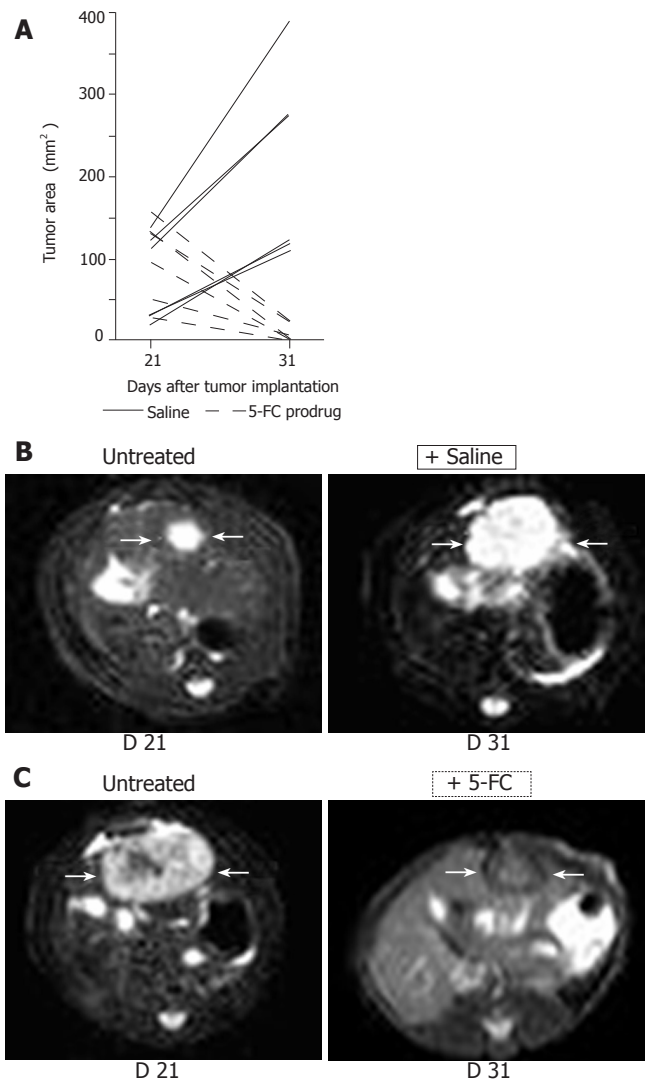 A
400
300
200
100
0
Tumor area (mm²)
21
31
Days after tumor implantation
Saline
5-FC prodrug
B
Untreated
+ Saline
D 21
D 31
C
Untreated
+ 5-FC
D 21
D 31